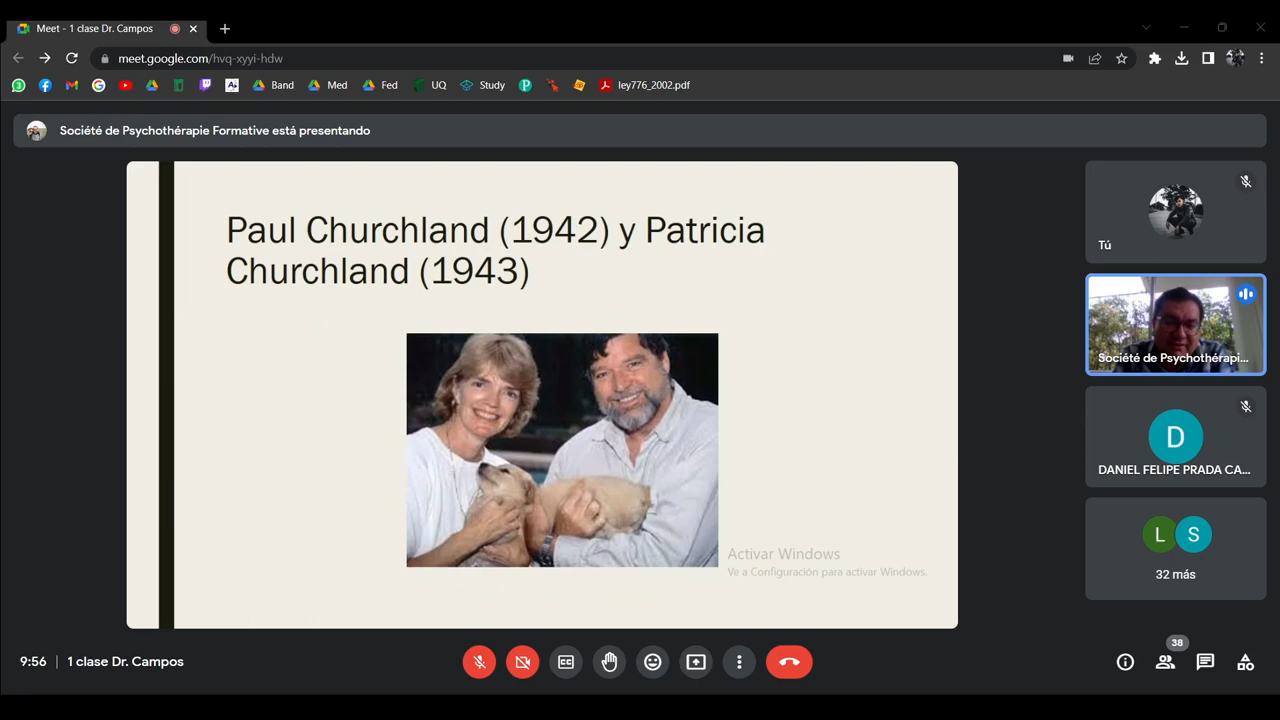 Meet - 1 clase Dr. Campos
meet.google.com/hvq-xyyi-hdw
Band
Med
Fed
UQ
Study
ley776_2002.pdf
Société de Psychothérapie Formative está presentando
Paul Churchland (1942) y Patricia
Churchland (1943)
Activar Windows
Ve a Configuración para activar Windows.
Tú
Société de Psychothérapi...
D
DANIEL FELIPE PRADA CA...
L
S
32 más
9:56
1 clase Dr. Campos
38